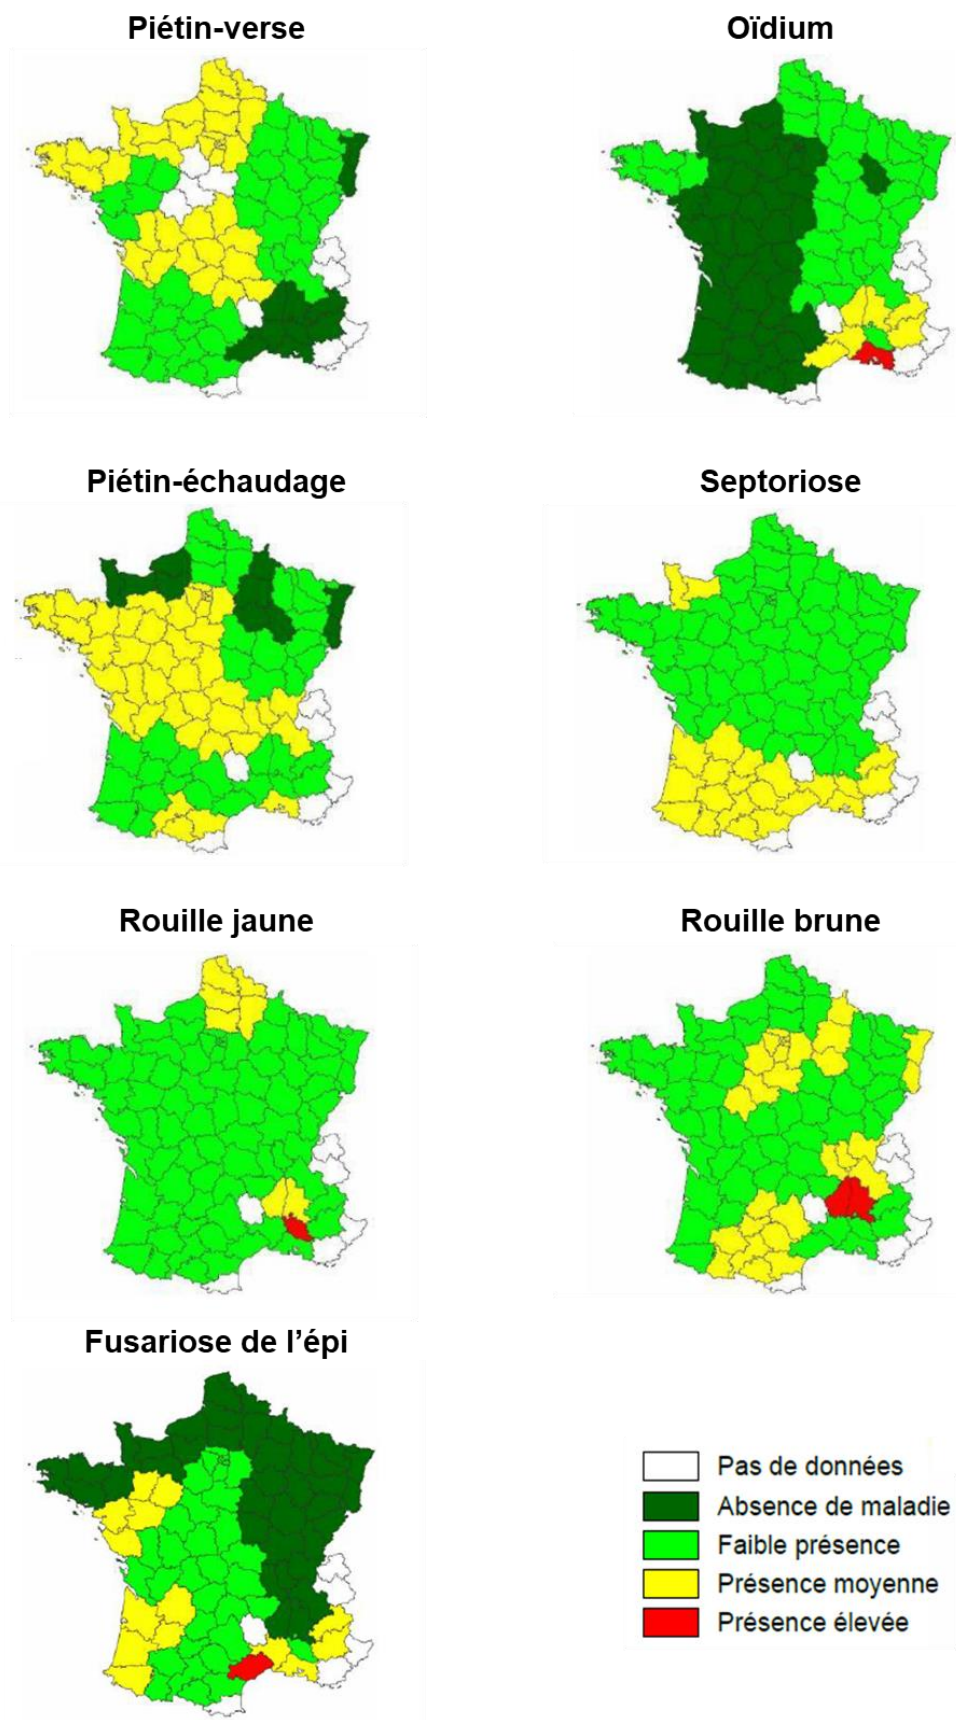 Piétin-verse
Oïdium
Piétin-échaudage
Septoriose
Rouille jaune
Rouille brune
Fusariose de l’épi
Pas de données
Absence de maladie
Faible présence
Présence moyenne
Présence élevée